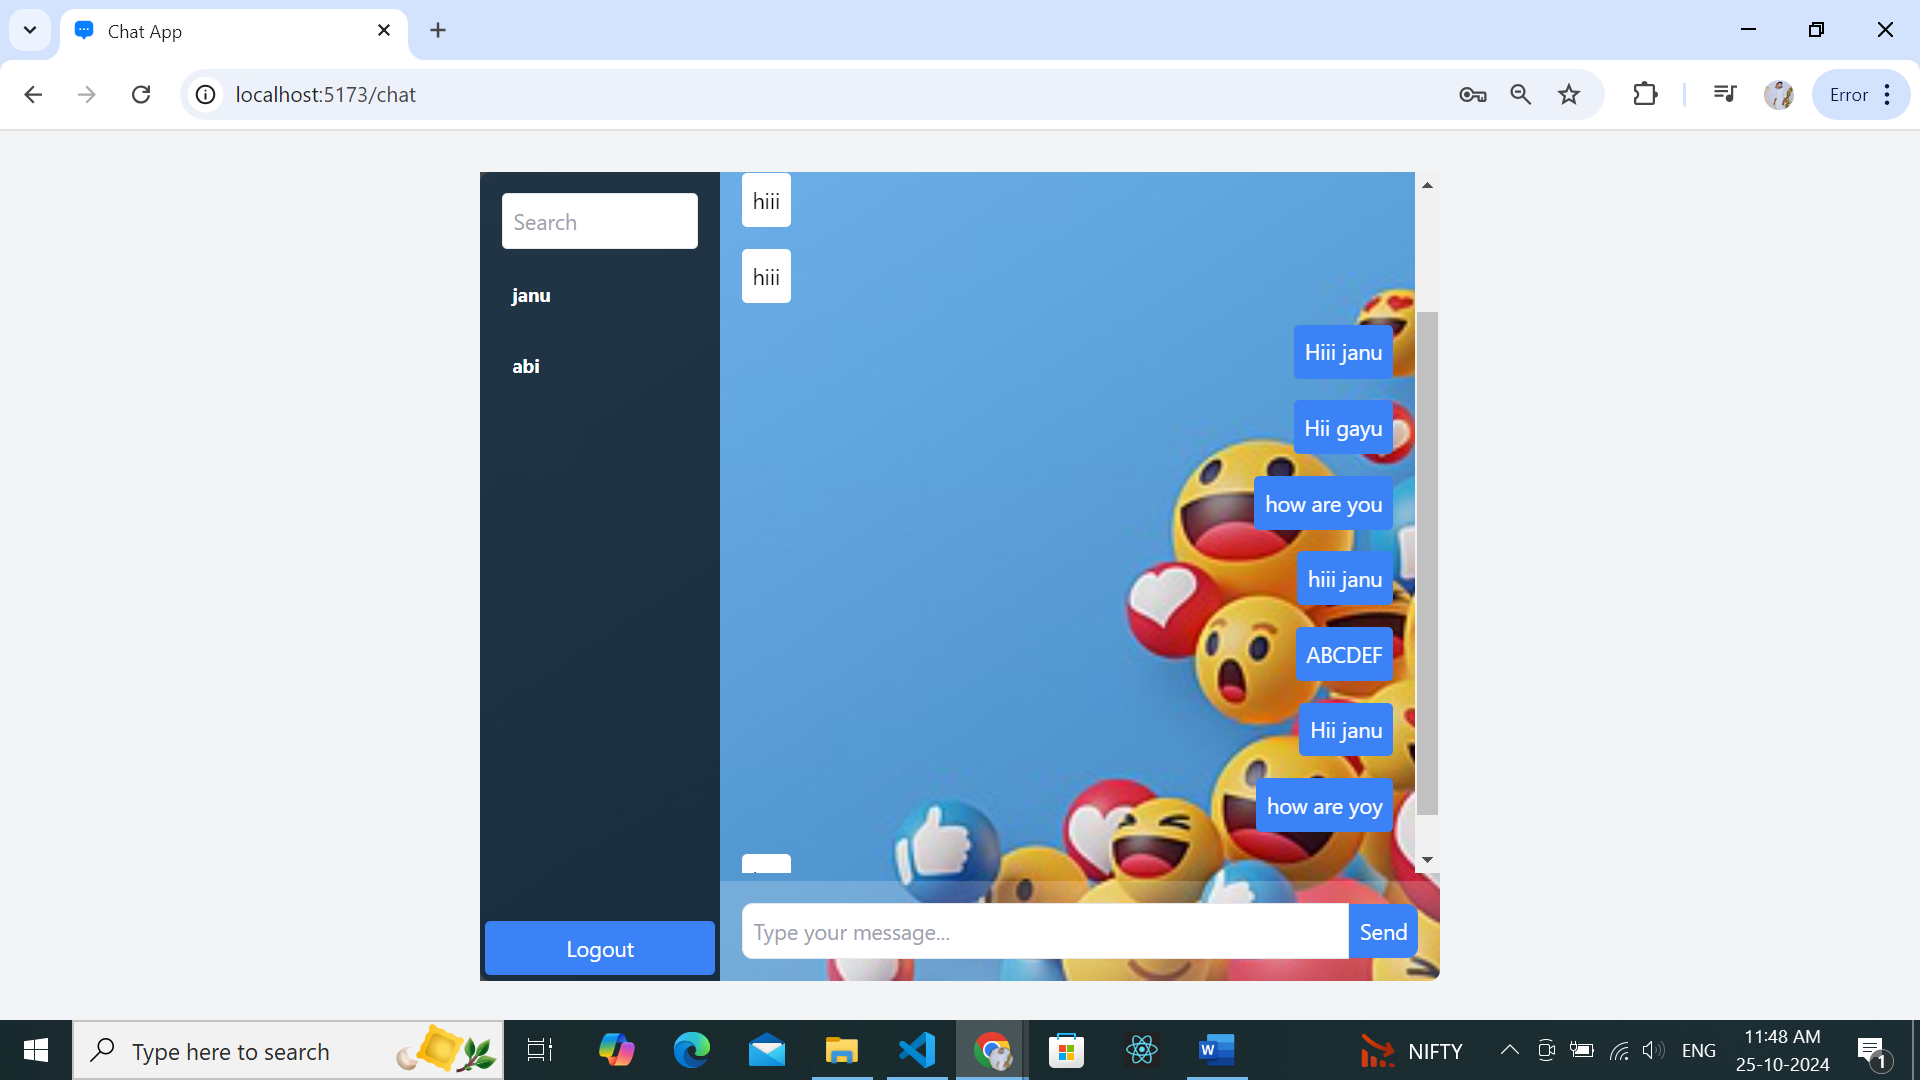 Chat App
localhost:5173/chat
Error
Search
janu
abi
Logout
hiii
hiii
Hiii janu
Hii gayu
how are you
hiii janu
ABCDEF
Hii janu
how are yoy
Type your message...
Send
Type here to search
NIFTY
ENG
11:48 AM
25-10-2024
1